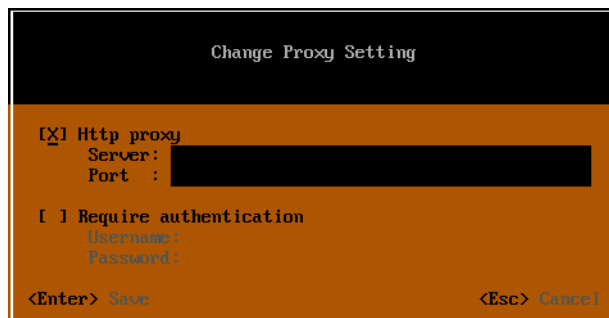 Change Proxy Setting
[X] Http proxy
Server:
Port :
[ ] Require authentication
Username:
Password:
<Enter> Save <Esc> Cancel